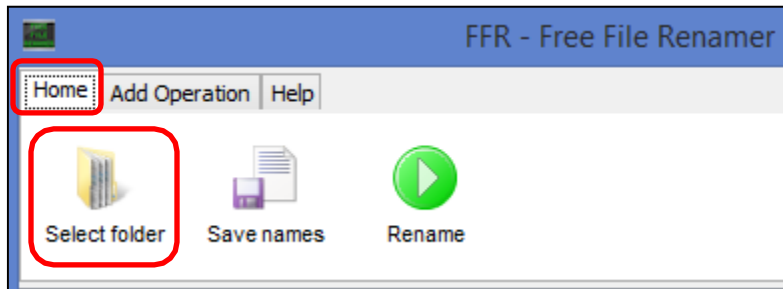 FFR - Free File Renamer
Home Add Operation Help
Select folder Save names Rename